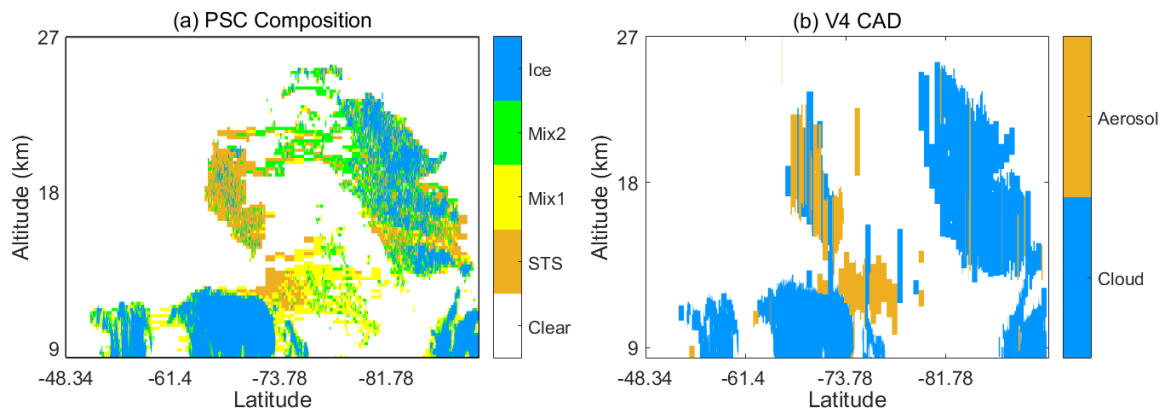 (a) PSC Composition
27
18
9
Altitude (km)
-48.34
-61.4
-73.78
-81.78
Latitude
Ice
Mix2
Mix1
STS
Clear
(b) V4 CAD
27
18
9
Altitude (km)
-48.34
-61.4
-73.78
-81.78
Latitude
Aerosol
Cloud